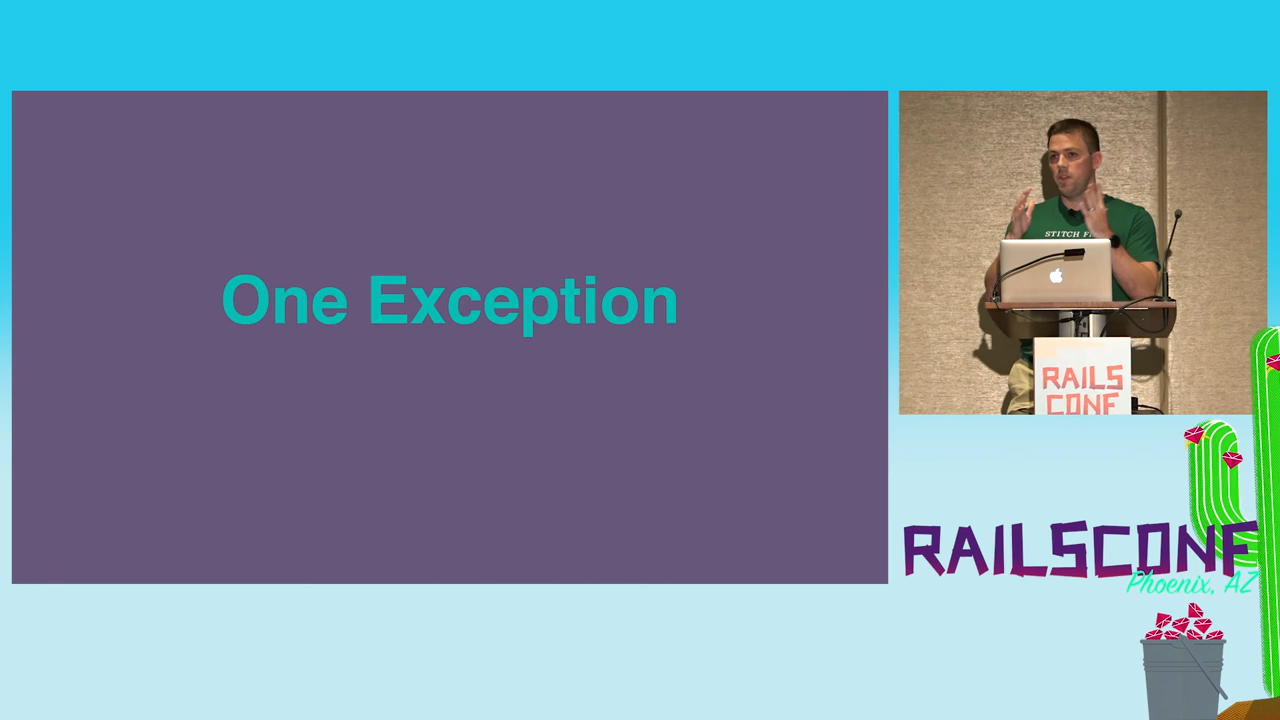 One Exception
STITCH FI
RAILS
CONF
RAILSCONF
Phoenix, AZ